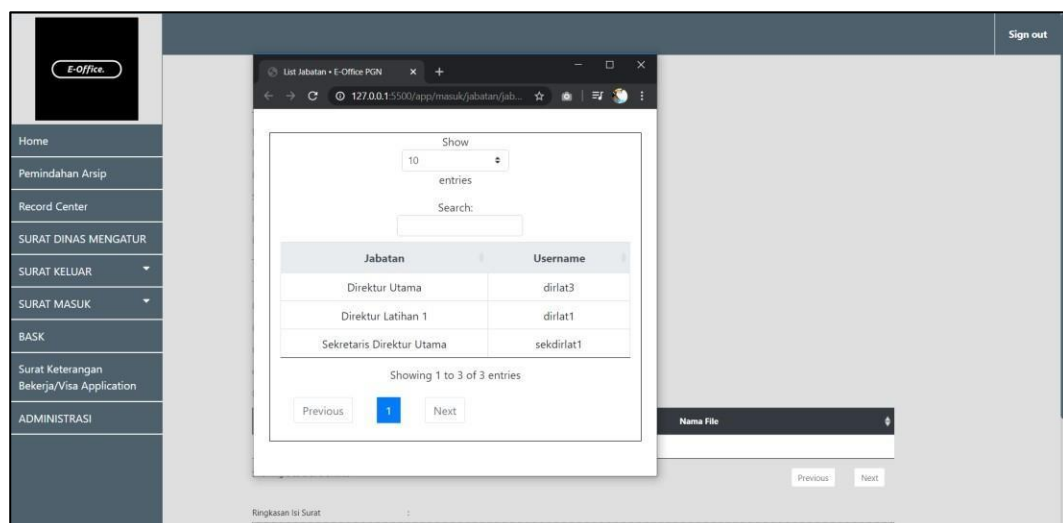 E-Office.
Home
Pemindahan Arsip
Record Center
SURAT DINAS MENGATUR
SURAT KELUAR
SURAT MASUK
BASK
Surat Keterangan
Bekerja/Visa Application
ADMINISTRASI
Sign out
List Jabatan • E-Office PGN
127.0.0.1:5500/app/masuk/jabatan/jab...
Show
10
entries
Search:
Jabatan Username
Direktur Utama dirlat3
Direktur Latihan 1 dirlat1
Sekretaris Direktur Utama sekdirlat1
Showing 1 to 3 of 3 entries
Previous 1 Next
Nama File
Previous Next
Ringkasan Isi Surat :